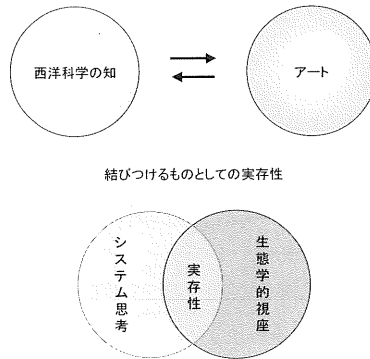 西洋科学の知
アート
結びつけるものとしての実存性
システム思考
実存性
生態学的視座